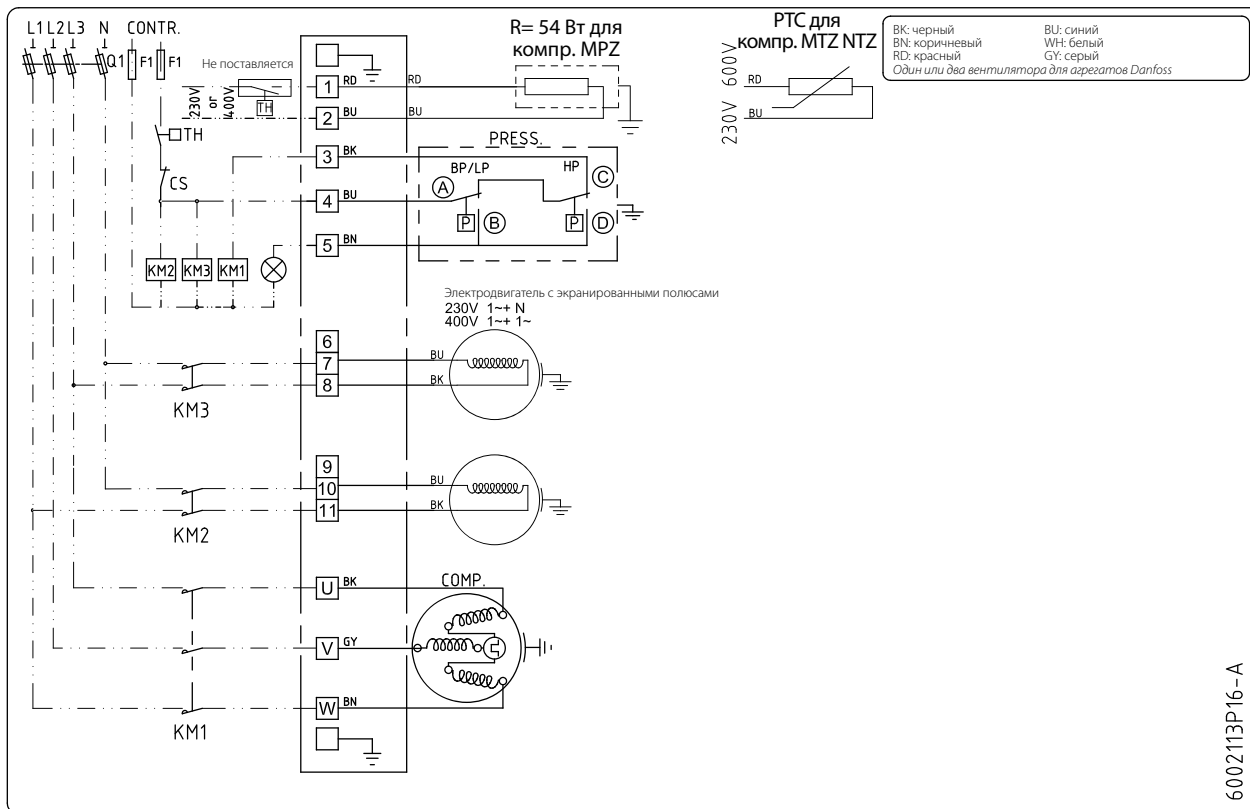 L1 L2 L3 N CONTR.
Q1 F1 F1
Не поставляется
230V or 400V
TH
TH
CS
KM2 KM3 KM1
1 RD RD
2 BU BU
3 BK
4 BU
5 BN
R= 54 Вт для
компр. MPZ
PTC для
компр. MTZ NTZ
600V
RD
230V
BU
BK: черный BU: синий
BN: коричневый WH: белый
RD: красный GY: серый
Один или два вентилятора для агрегатов Danfoss
PRESS.
BP/LP HP
A C
P B P D
Электродвигатель с экранированными полюсами
230V 1~+ N
400V 1~+ 1~
6
7 BU
8 BK
KM3
9
10 BU
11 BK
KM2
U BK COMP.
V GY
W BN
KM1
6002113P16-A